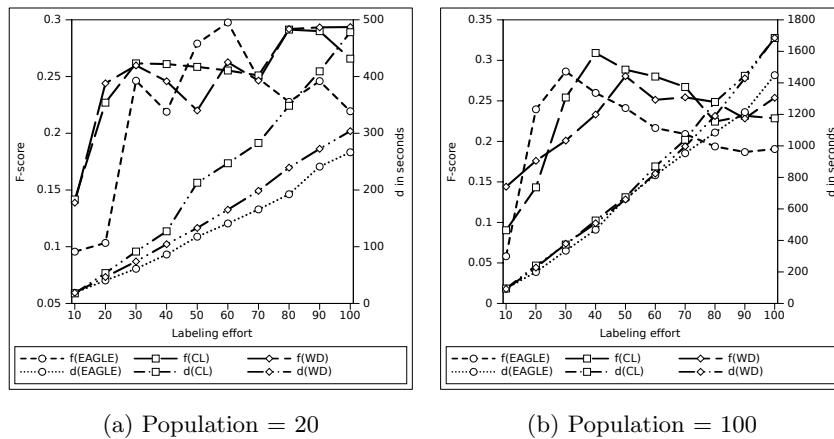 0.3
0.25
0.2
0.15
0.1
0.05
F-score
500
400
300
200
100
0
d in seconds
10 20 30 40 50 60 70 80 90 100
Labeling effort
f(EAGLE) f(CL) f(WD)
d(EAGLE) d(CL) d(WD)
(a) Population = 20
0.35
0.3
0.25
0.2
0.15
0.1
0.05
0
F-score
1800
1600
1400
1200
1000
800
600
400
200
0
d in seconds
10 20 30 40 50 60 70 80 90 100
Labeling effort
f(EAGLE) f(CL) f(WD)
d(EAGLE) d(CL) d(WD)
(b) Population = 100